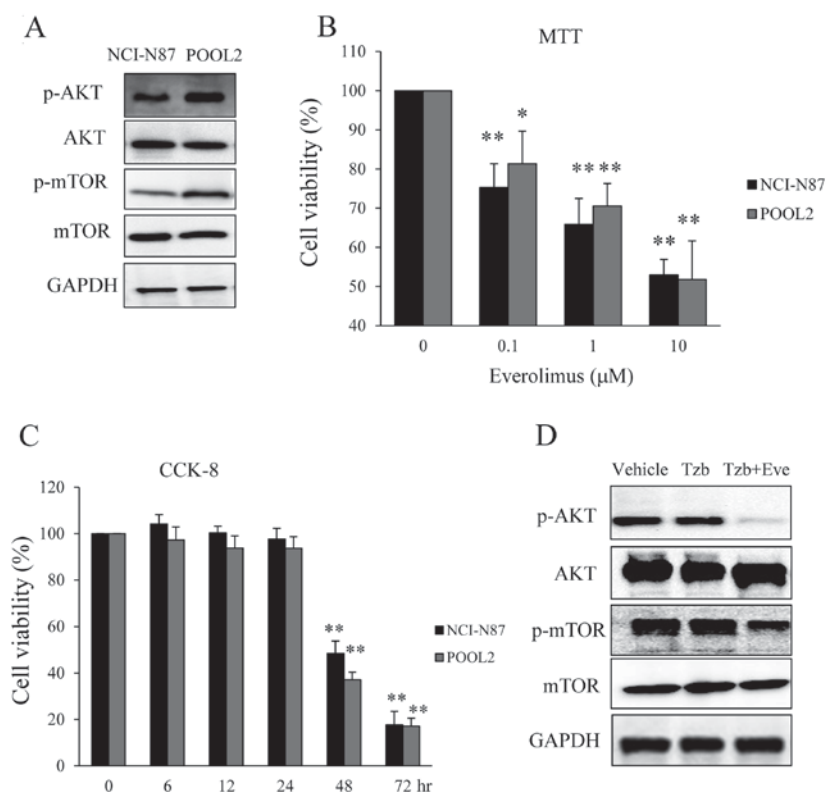 A
NCI-N87 POOL2
p-AKT
AKT
p-mTOR
mTOR
GAPDH
B
MTT
Cell viability (%)
110
100
90
80
70
60
50
40
** *
** **
** **
0 0.1 1 10
Everolimus (μM)
NCI-N87
POOL2
C
CCK-8
Cell viability (%)
120
100
80
60
40
20
0
** **
** **
0 6 12 24 48 72 hr
NCI-N87
POOL2
D
Vehicle Tzb Tzb+Eve
p-AKT
AKT
p-mTOR
mTOR
GAPDH